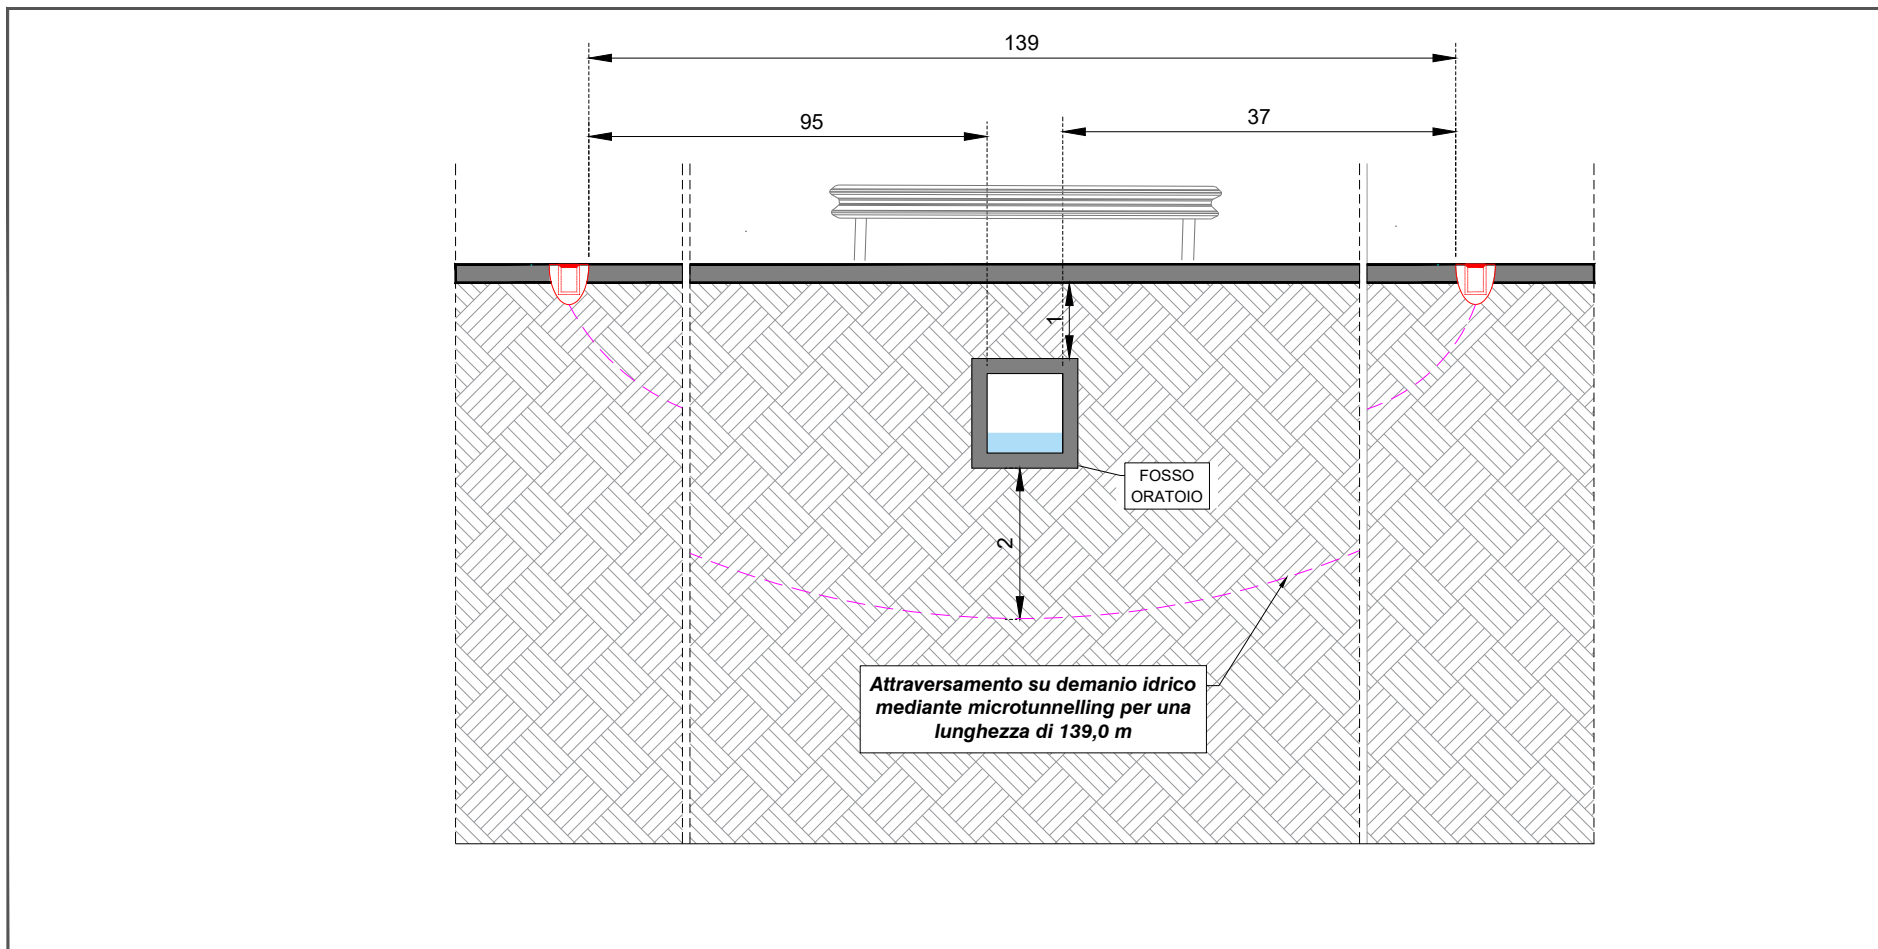 139
95
37
1
FOSSO
ORATOIO
2
Attraversamento su demanio idrico
mediante microtunnelling per una
lunghezza di 139,0 m